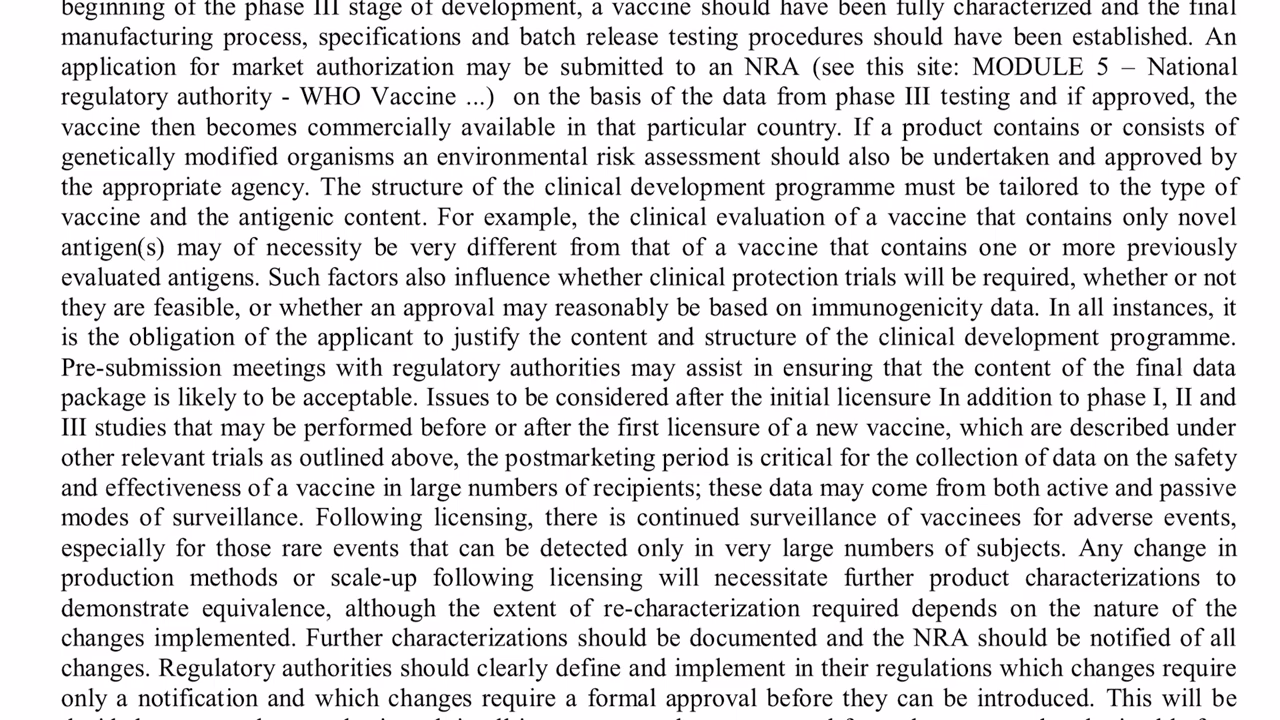 beginning of the phase III stage of development, a vaccine should have been fully characterized and the final
manufacturing process, specifications and batch release testing procedures should have been established. An
application for market authorization may be submitted to an NRA (see this site: MODULE 5 – National
regulatory authority - WHO Vaccine ...)  on the basis of the data from phase III testing and if approved, the
vaccine then becomes commercially available in that particular country. If a product contains or consists of
genetically modified organisms an environmental risk assessment should also be undertaken and approved by
the appropriate agency. The structure of the clinical development programme must be tailored to the type of
vaccine and the antigenic content. For example, the clinical evaluation of a vaccine that contains only novel
antigen(s) may of necessity be very different from that of a vaccine that contains one or more previously
evaluated antigens. Such factors also influence whether clinical protection trials will be required, whether or not
they are feasible, or whether an approval may reasonably be based on immunogenicity data. In all instances, it
is the obligation of the applicant to justify the content and structure of the clinical development programme.
Pre-submission meetings with regulatory authorities may assist in ensuring that the content of the final data
package is likely to be acceptable. Issues to be considered after the initial licensure In addition to phase I, II and
III studies that may be performed before or after the first licensure of a new vaccine, which are described under
other relevant trials as outlined above, the postmarketing period is critical for the collection of data on the safety
and effectiveness of a vaccine in large numbers of recipients; these data may come from both active and passive
modes of surveillance. Following licensing, there is continued surveillance of vaccinees for adverse events,
especially for those rare events that can be detected only in very large numbers of subjects. Any change in
production methods or scale-up following licensing will necessitate further product characterizations to
demonstrate equivalence, although the extent of re-characterization required depends on the nature of the
changes implemented. Further characterizations should be documented and the NRA should be notified of all
changes. Regulatory authorities should clearly define and implement in their regulations which changes require
only a notification and which changes require a formal approval before they can be introduced. This will be